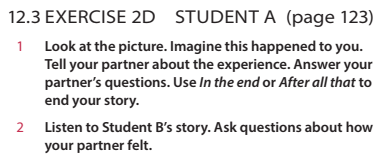 12.3 EXERCISE 2D STUDENT A (page 123)
1 Look at the picture. Imagine this happened to you.
Tell your partner about the experience. Answer your
partner's questions. Use In the end or After all that to
end your story.
2 Listen to Student B's story. Ask questions about how
your partner felt.